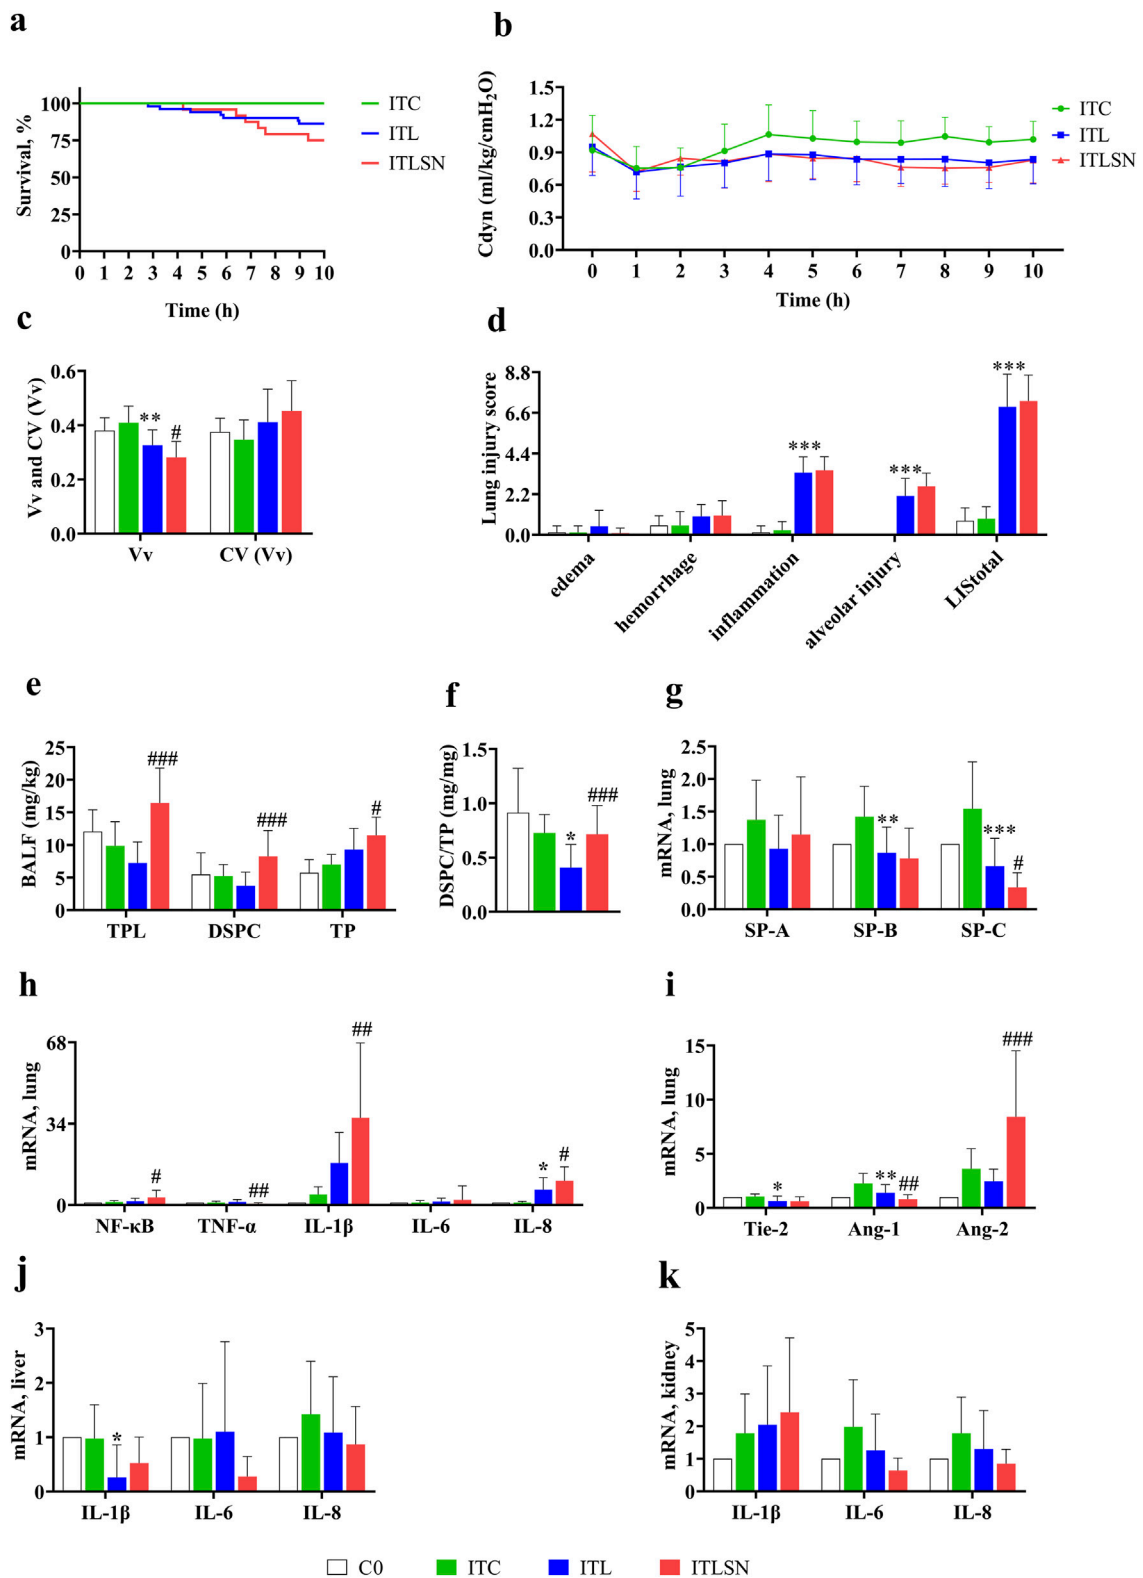 a
Survival, %
100
75
50
25
0
0 1 2 3 4 5 6 7 8 9 10
Time (h)
ITC
ITL
ITLSN
b
Cdyn (ml/kg/cmH₂O)
1.5
1.2
0.9
0.6
0.3
0.0
0 1 2 3 4 5 6 7 8 9 10
Time (h)
ITC
ITL
ITLSN
c
Vv and CV (Vv)
0.6
0.4
0.2
0.0
**
#
Vv CV (Vv)
d
Lung injury score
8.8
6.6
4.4
2.2
0.0
***
***
***
edema
hemorrhage
inflammation
alveolar injury
LIStotal
e
BALF (mg/kg)
25
20
15
10
5
0
###
###
#
TPL DSPC TP
f
DSPC/TP (mg/mg)
1.5
1.0
0.5
0.0
*
###
g
mRNA, lung
2.5
2.0
1.5
1.0
0.5
0.0
**
***
#
SP-A SP-B SP-C
h
mRNA, lung
68
34
0
#
##
##
*
#
NF-κB TNF-α IL-1β IL-6 IL-8
i
mRNA, lung
15
10
5
0
*
**
##
###
Tie-2 Ang-1 Ang-2
j
mRNA, liver
3
2
1
0
*
IL-1β IL-6 IL-8
k
mRNA, kidney
5
4
3
2
1
0
IL-1β IL-6 IL-8
C0 ITC ITL ITLSN